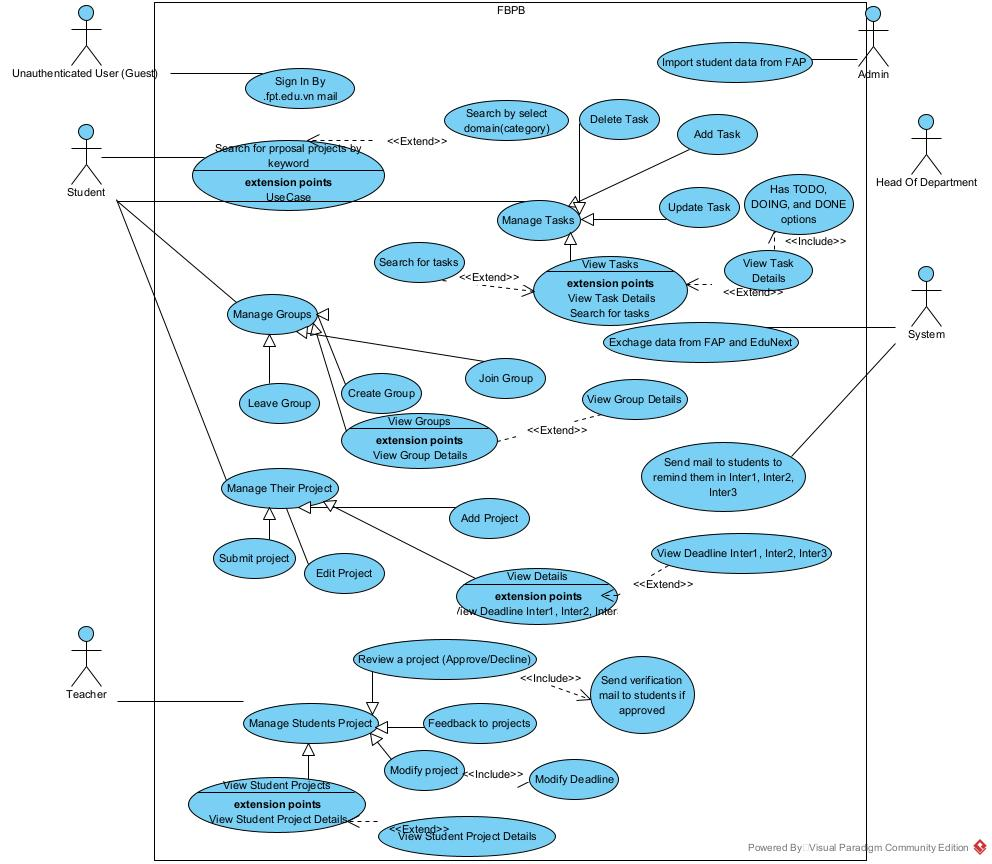 FBPB
Unauthenticated User (Guest)
Admin
Import student data from FAP
Sign In By
.fpt.edu.vn mail
Search by select
domain(category)
Delete Task
Add Task
<<Extend>>
Search for prposal projects by
keyword
extension points
UseCase
Student
Head Of Department
Has TODO,
DOING, and DONE
options
Update Task
Manage Tasks
<<Include>>
Search for tasks
<<Extend>>
View Tasks
extension points
View Task Details
Search for tasks
View Task
Details
<<Extend>>
Manage Groups
System
Exchage data from FAP and EduNext
Join Group
Leave Group
Create Group
View Group Details
View Groups
extension points
View Group Details
<<Extend>>
Send mail to students to
remind them in Inter1, Inter2,
Inter3
Manage Their Project
Add Project
Submit project
Edit Project
View Deadline Inter1, Inter2, Inter3
View Details
extension points
View Deadline Inter1, Inter2, Inter
<<Extend>>
Teacher
Review a project (Approve/Decline)
<<Include>>
Send verification
mail to students if
approved
Manage Students Project
Feedback to projects
Modify project
<<Include>>
Modify Deadline
View Student Projects
extension points
View Student Project Details
<<Extend>>
View Student Project Details
Powered By Visual Paradigm Community Edition